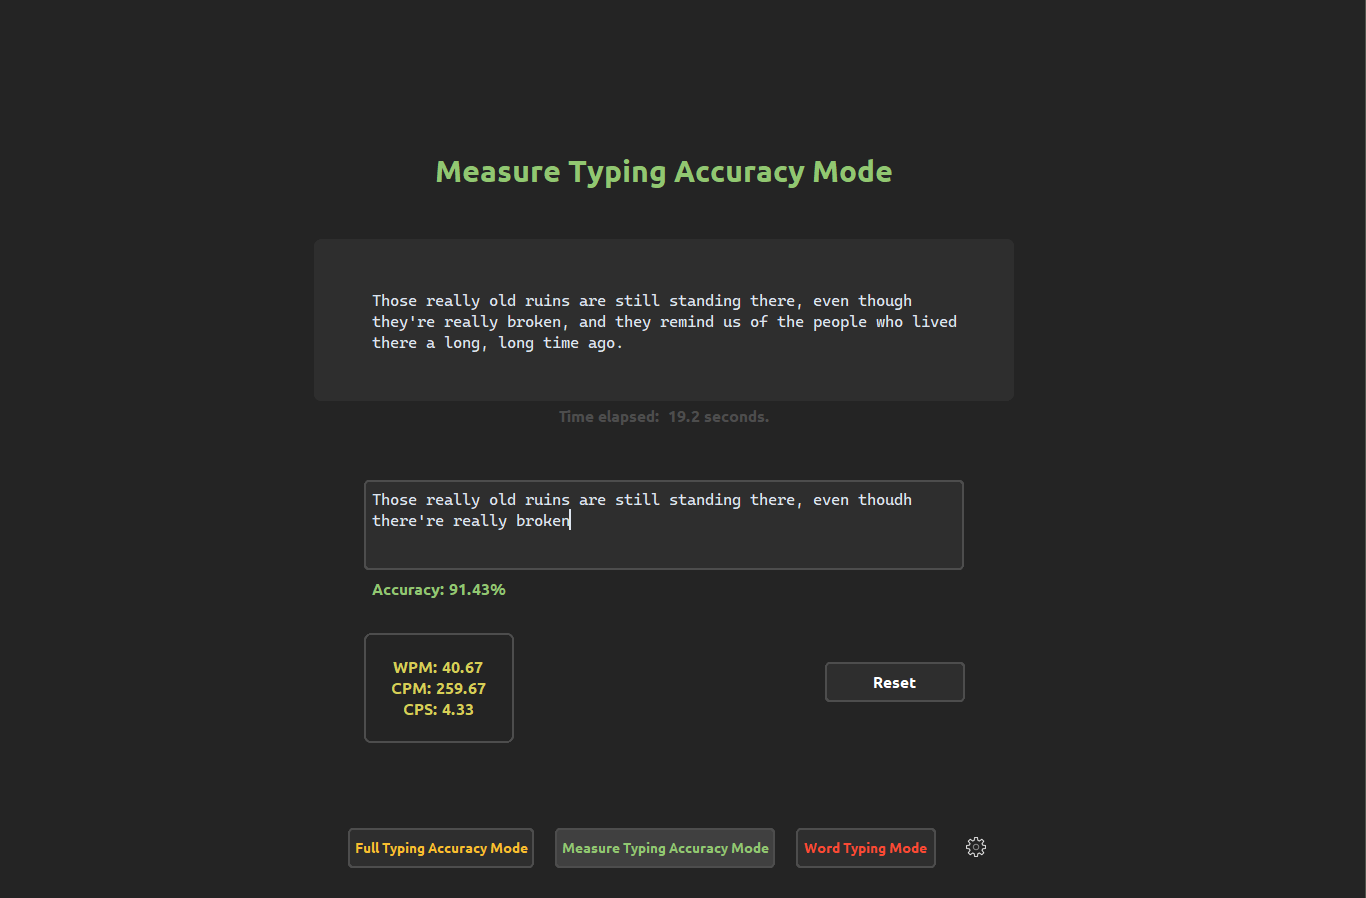 Measure Typing Accuracy Mode
Those really old ruins are still standing there, even though
they're really broken, and they remind us of the people who lived
there a long, long time ago.
Time elapsed: 19.2 seconds.
Those really old ruins are still standing there, even thoudh
there're really broken
Accuracy: 91.43%
WPM: 40.67
CPM: 259.67
CPS: 4.33
Reset
Full Typing Accuracy Mode
Measure Typing Accuracy Mode
Word Typing Mode